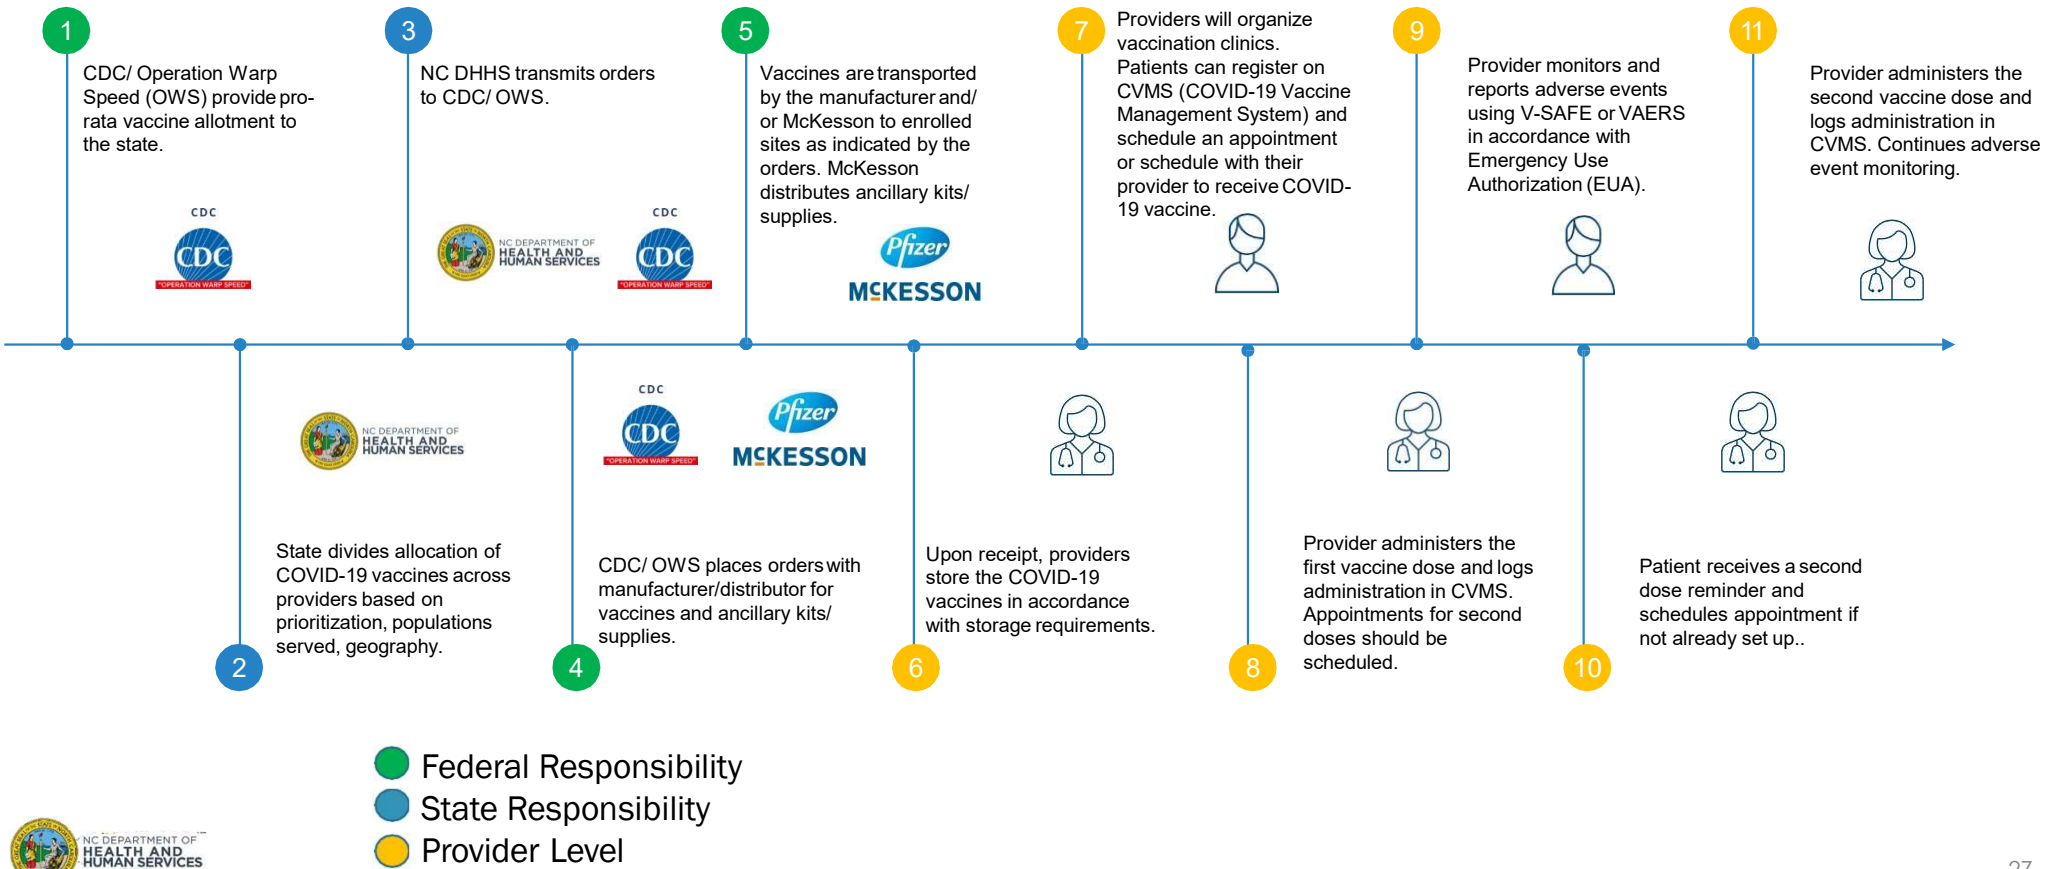 1
CDC/ Operation Warp
Speed (OWS) provide pro-
rata vaccine allotment to
the state.
CDC
CDC
"OPERATION WARP SPEED"
3
NC DHHS transmits orders
to CDC/ OWS.
NC DEPARTMENT OF
HEALTH AND
HUMAN SERVICES
CDC
CDC
"OPERATION WARP SPEED"
5
Vaccines are transported
by the manufacturer and/
or McKesson to enrolled
sites as indicated by the
orders. McKesson
distributes ancillary kits/
supplies.
Pfizer
MCKESSON
7
Providers will organize
vaccination clinics.
Patients can register on
CVMS (COVID-19 Vaccine
Management System) and
schedule an appointment
or schedule with their
provider to receive COVID-
19 vaccine.
9
Provider monitors and
reports adverse events
using V-SAFE or VAERS
in accordance with
Emergency Use
Authorization (EUA).
11
Provider administers the
second vaccine dose and
logs administration in
CVMS. Continues adverse
event monitoring.
NC DEPARTMENT OF
HEALTH AND
HUMAN SERVICES
State divides allocation of
COVID-19 vaccines across
providers based on
prioritization, populations
served, geography.
2
CDC
CDC
"OPERATION WARP SPEED"
Pfizer
MCKESSON
CDC/ OWS places orders with
manufacturer/distributor for
vaccines and ancillary kits/
supplies.
4
Upon receipt, providers
store the COVID-19
vaccines in accordance
with storage requirements.
6
Provider administers the
first vaccine dose and logs
administration in CVMS.
Appointments for second
doses should be
scheduled.
8
Patient receives a second
dose reminder and
schedules appointment if
not already set up..
10
Federal Responsibility
State Responsibility
Provider Level
NC DEPARTMENT OF
HEALTH AND
HUMAN SERVICES
27